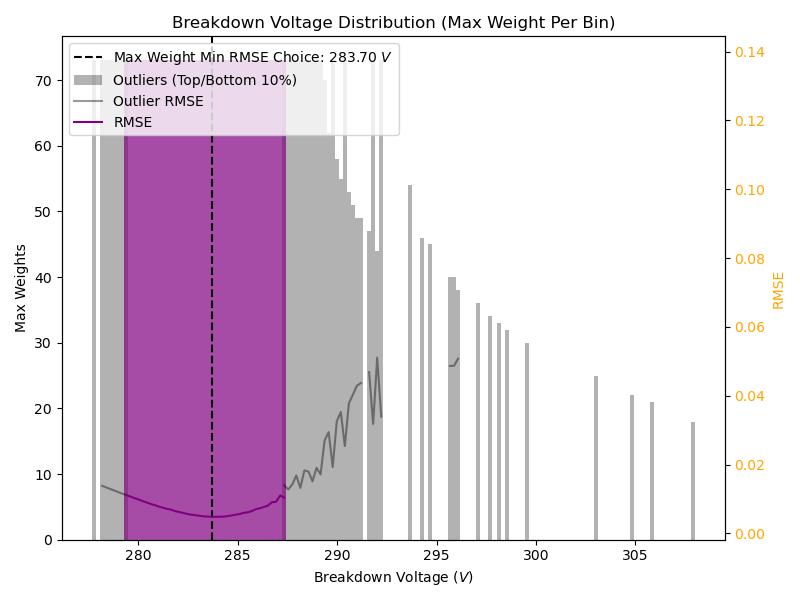 Breakdown Voltage Distribution (Max Weight Per Bin)
Max Weight Min RMSE Choice: 283.70 V
Outliers (Top/Bottom 10%)
Outlier RMSE
RMSE
Max Weights
70
60
50
40
30
20
10
0
280
285
290
295
300
305
Breakdown Voltage (V)
0.14
0.12
0.10
0.08
0.06
0.04
0.02
0.00
RMSE